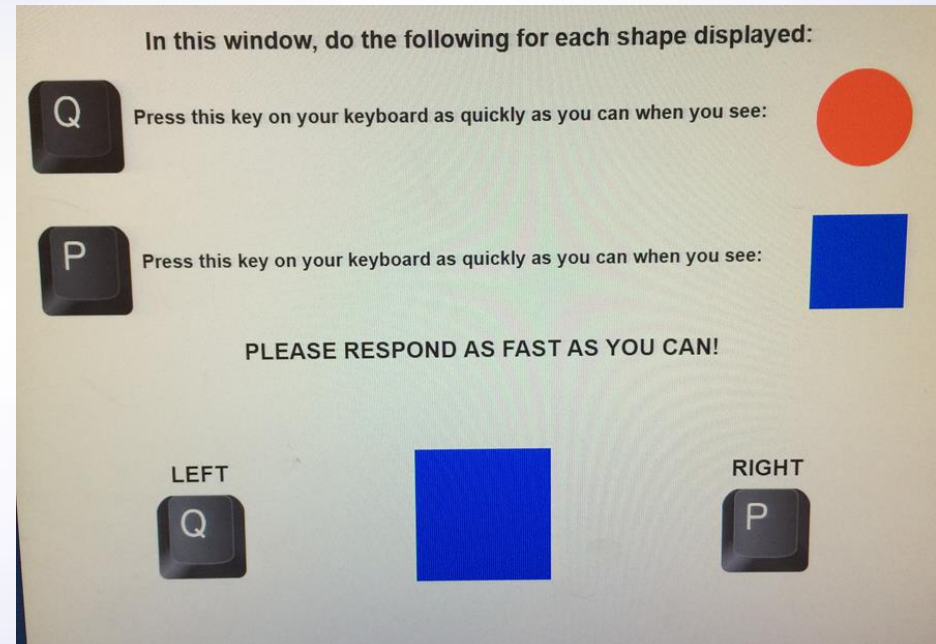 In this window, do the following for each shape displayed:
Q
Press this key on your keyboard as quickly as you can when you see:
P
Press this key on your keyboard as quickly as you can when you see:
PLEASE RESPOND AS FAST AS YOU CAN!
LEFT
RIGHT
Q
P